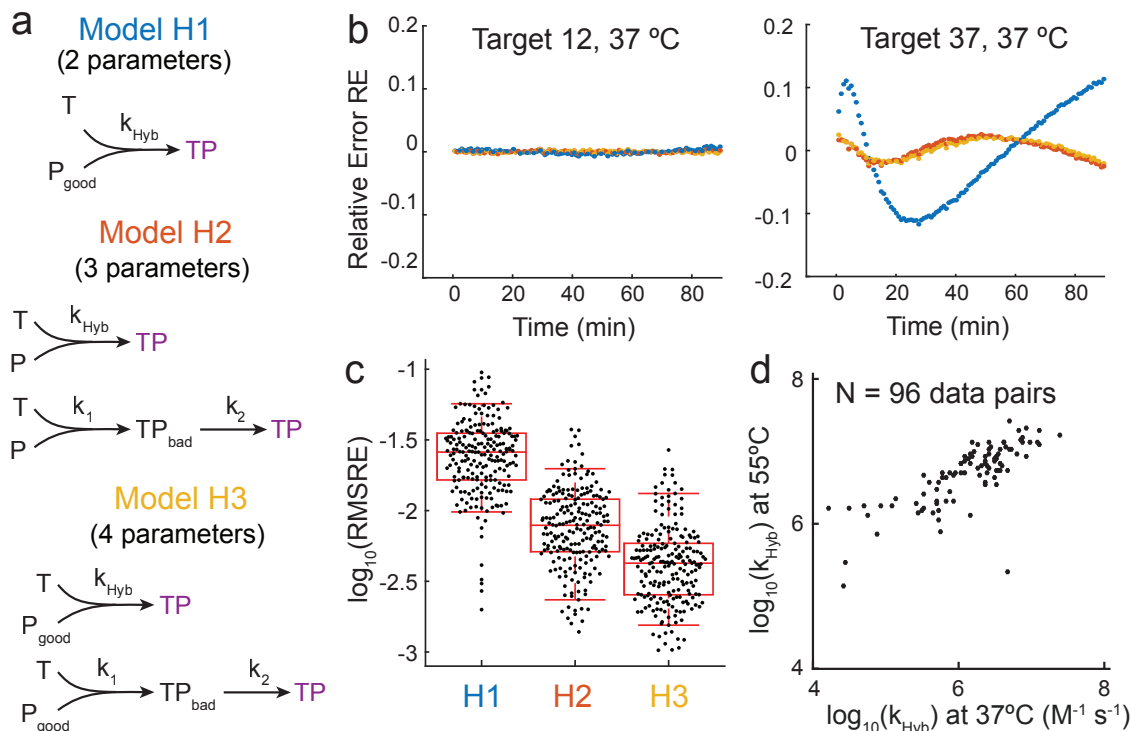 a
Model H1
(2 parameters)
T
k_Hyb
TP
P_good
Model H2
(3 parameters)
T
k_Hyb
TP
P
T
k_1
k_2
P
TP_bad
TP
Model H3
(4 parameters)
T
k_Hyb
TP
P_good
T
k_1
k_2
TP_bad
TP
P_good
b
Target 12, 37 ºC
Relative Error RE
0.2
0.1
0
-0.1
-0.2
0 20 40 60 80
Time (min)
Target 37, 37 ºC
0.2
0.1
0
-0.1
-0.2
0 20 40 60 80
Time (min)
c
log_10(RMSRE)
-1
-1.5
-2
-2.5
-3
H1 H2 H3
d
N = 96 data pairs
log_10(k_Hyb) at 55ºC
8
6
4
4 6 8
log_10(k_Hyb) at 37ºC (M^-1 s^-1)